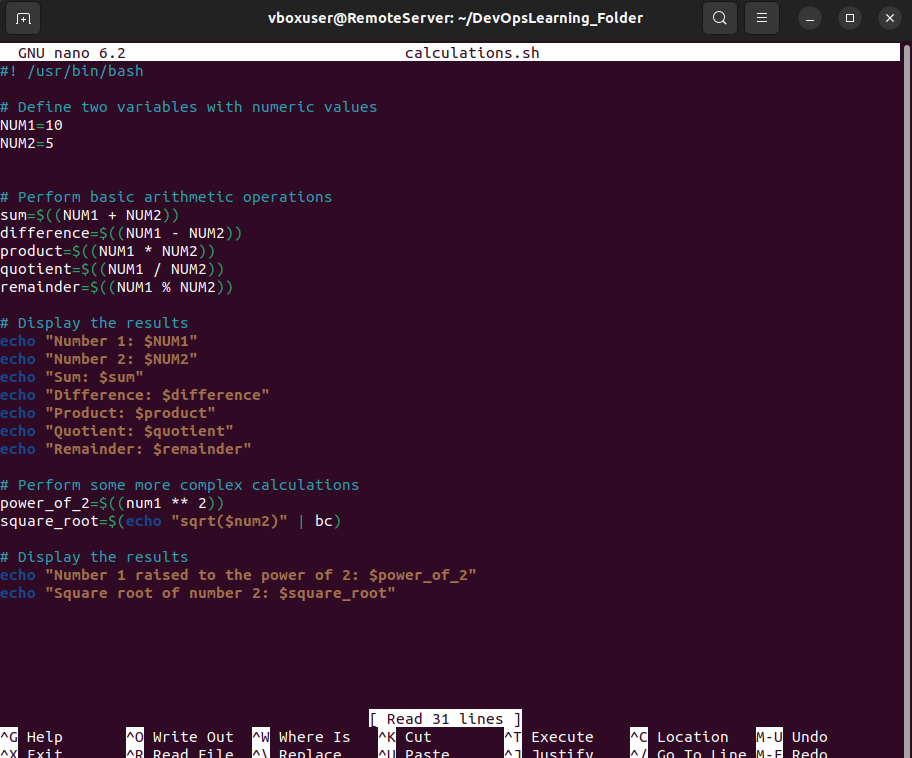 vboxuser@RemoteServer: ~/DevOpsLearning_Folder
GNU nano 6.2 calculations.sh
#! /usr/bin/bash
# Define two variables with numeric values
NUM1=10
NUM2=5
# Perform basic arithmetic operations
sum=$((NUM1 + NUM2))
difference=$((NUM1 - NUM2))
product=$((NUM1 * NUM2))
quotient=$((NUM1 / NUM2))
remainder=$((NUM1 % NUM2))
# Display the results
echo "Number 1: $NUM1"
echo "Number 2: $NUM2"
echo "Sum: $sum"
echo "Difference: $difference"
echo "Product: $product"
echo "Quotient: $quotient"
echo "Remainder: $remainder"
# Perform some more complex calculations
power_of_2=$((num1 ** 2))
square_root=$(echo "sqrt($num2)" | bc)
# Display the results
echo "Number 1 raised to the power of 2: $power_of_2"
echo "Square root of number 2: $square_root"
[ Read 31 lines ]
^G Help ^O Write Out ^W Where Is ^K Cut ^T Execute ^C Location M-U Undo
^X Exit ^R Read File ^\ Replace ^U Paste ^J Justify ^/ Go To Line M-E Redo